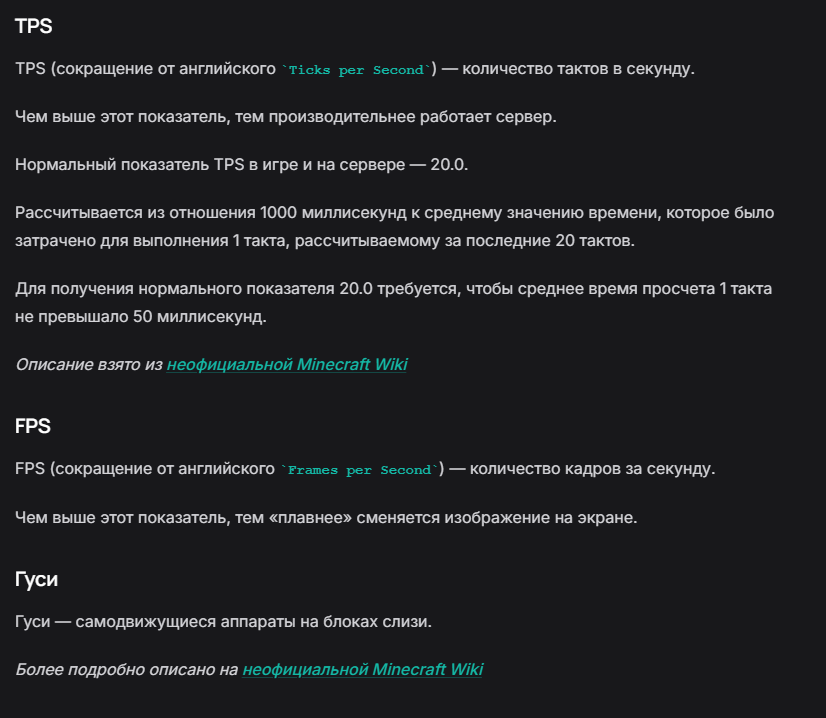 TPS
TPS (сокращение от английского `Ticks per Second`) — количество тактов в секунду.
Чем выше этот показатель, тем производительнее работает сервер.
Нормальный показатель TPS в игре и на сервере — 20.0.
Рассчитывается из отношения 1000 миллисекунд к среднему значению времени, которое было
затрачено для выполнения 1 такта, рассчитываемому за последние 20 тактов.
Для получения нормального показателя 20.0 требуется, чтобы среднее время просчета 1 такта
не превышало 50 миллисекунд.
Описание взято из неофициальной Minecraft Wiki
FPS
FPS (сокращение от английского `Frames per Second`) — количество кадров за секунду.
Чем выше этот показатель, тем «плавнее» сменяется изображение на экране.
Гуси
Гуси — самодвижущиеся аппараты на блоках слизи.
Более подробно описано на неофициальной Minecraft Wiki